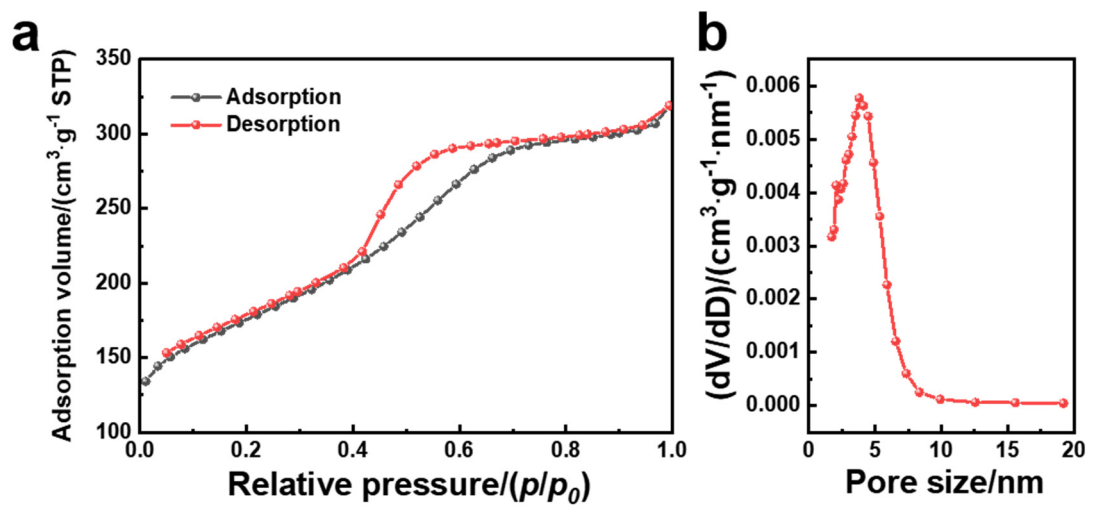 a
350
300
250
200
150
100
Adsorption volume/(cm³·g⁻¹ STP)
Adsorption
Desorption
0.0 0.2 0.4 0.6 0.8 1.0
Relative pressure/(p/p₀)
b
0.006
0.005
0.004
0.003
0.002
0.001
0.000
(dV/dD)/(cm³·g⁻¹·nm⁻¹)
0 5 10 15 20
Pore size/nm